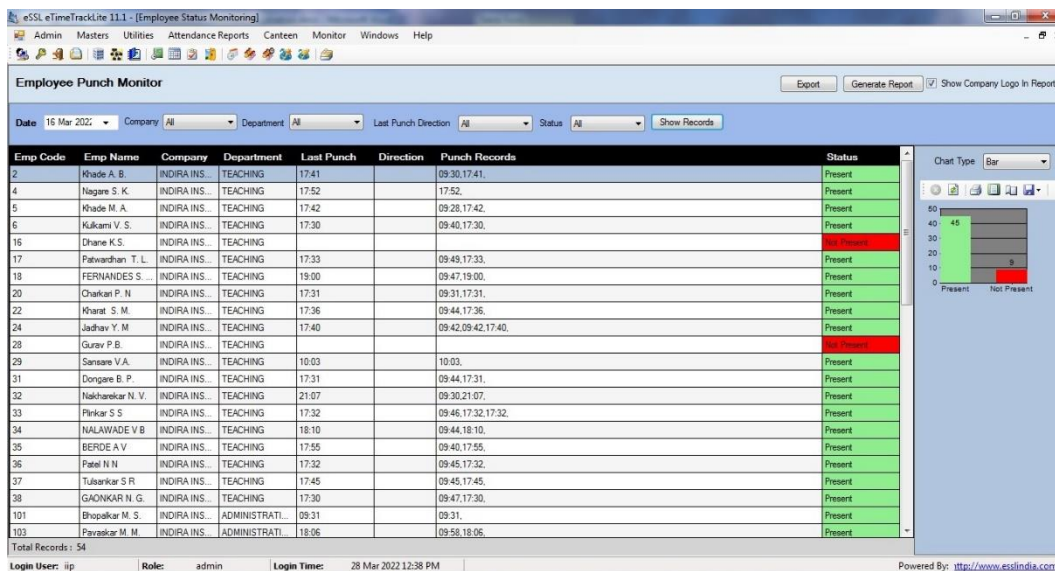 eSSL eTimeTrackLite 11.1 - [Employee Status Monitoring]
Admin Masters Utilities Attendance Reports Canteen Monitor Windows Help
Employee Punch Monitor
Export Generate Report Show Company Logo In Report
Date 16 Mar 2022 Company All Department All Last Punch Direction All Status All Show Records
Emp Code Emp Name Company Department Last Punch Direction Punch Records Status
2 Khade A. B. INDIRA INS... TEACHING 17:41 09:30,17:41, Present
4 Nagare S. K. INDIRA INS... TEACHING 17:52 17:52, Present
5 Khade M. A. INDIRA INS... TEACHING 17:42 09:28,17:42, Present
6 Kulkarni V. S. INDIRA INS... TEACHING 17:30 09:40,17:30, Present
16 Dhane K.S. INDIRA INS... TEACHING Not Present
17 Patwardhan T. L. INDIRA INS... TEACHING 17:33 09:49,17:33, Present
18 FERNANDES S. ... INDIRA INS... TEACHING 19:00 09:47,19:00, Present
20 Charkari P. N INDIRA INS... TEACHING 17:31 09:31,17:31, Present
22 Kharat S. M. INDIRA INS... TEACHING 17:36 09:44,17:36, Present
24 Jadhav Y. M INDIRA INS... TEACHING 17:40 09:42,09:42,17:40, Present
28 Gurav P.B. INDIRA INS... TEACHING Not Present
29 Sansare V.A. INDIRA INS... TEACHING 10:03 10:03, Present
31 Dongare B. P. INDIRA INS... TEACHING 17:31 09:44,17:31, Present
32 Nakharekar N. V. INDIRA INS... TEACHING 21:07 09:30,21:07, Present
33 Plinkar S S INDIRA INS... TEACHING 17:32 09:46,17:32,17:32, Present
34 NALAWADE V B INDIRA INS... TEACHING 18:10 09:44,18:10, Present
35 BERDE A V INDIRA INS... TEACHING 17:55 09:40,17:55, Present
36 Patel N N INDIRA INS... TEACHING 17:32 09:45,17:32, Present
37 Tulsankar S R INDIRA INS... TEACHING 17:45 09:45,17:45, Present
38 GAONKAR N. G. INDIRA INS... TEACHING 17:30 09:47,17:30, Present
101 Bhopalkar M. S. INDIRA INS... ADMINISTRATI... 09:31 09:31, Present
103 Pavaskar M. M. INDIRA INS... ADMINISTRATI... 18:06 09:58,18:06, Present
Chart Type Bar
50
40
30
20
10
0
45
9
Present Not Present
Total Records : 54
Login User: iip Role: admin Login Time: 28 Mar 2022 12:38 PM Powered By: http://www.esslindia.com